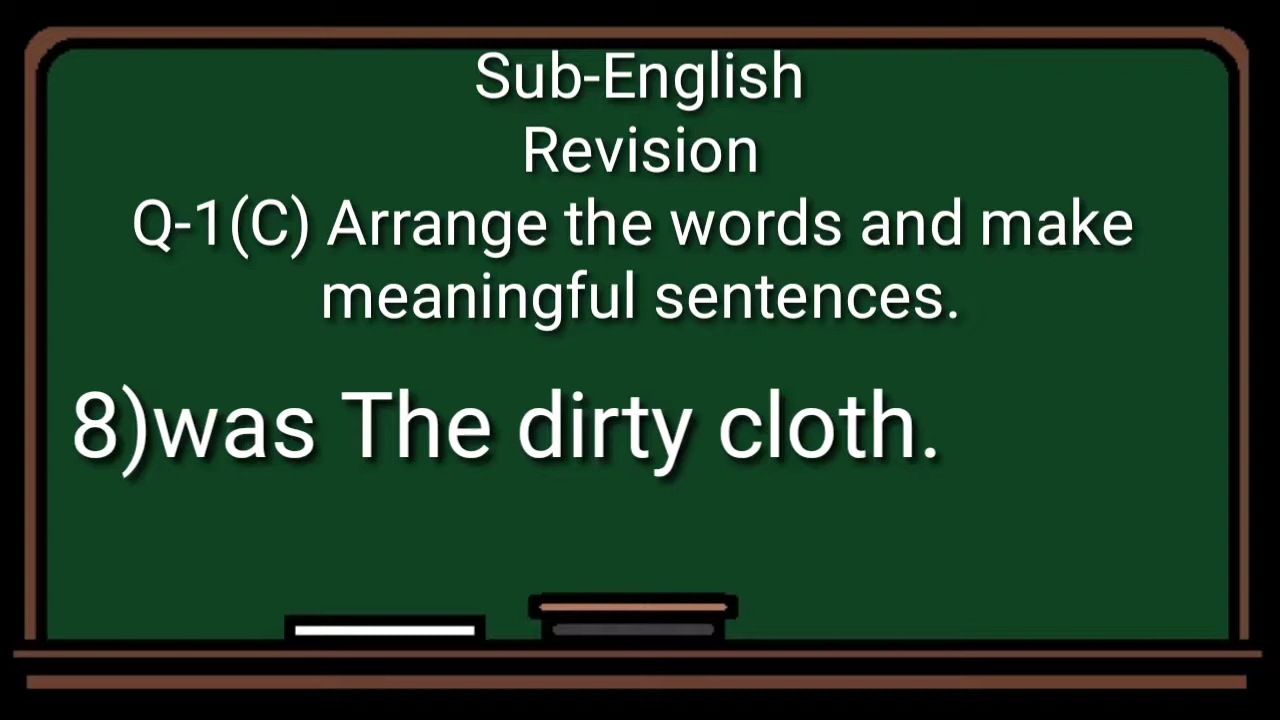 Sub-English
Revision
Q-1(C) Arrange the words and make
meaningful sentences.
8)was The dirty cloth.